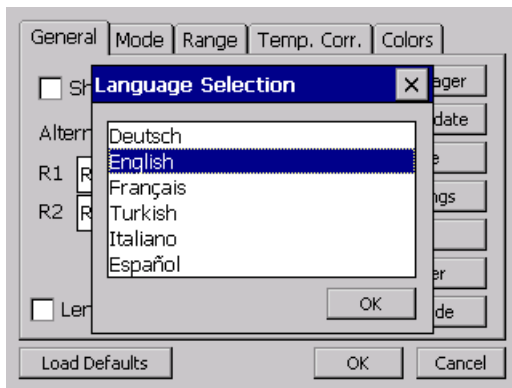 General Mode Range Temp. Corr. Colors
Language Selection
Altern
Deutsch
English
R1
Français
R2
Turkish
Italiano
Español
OK
Load Defaults OK Cancel